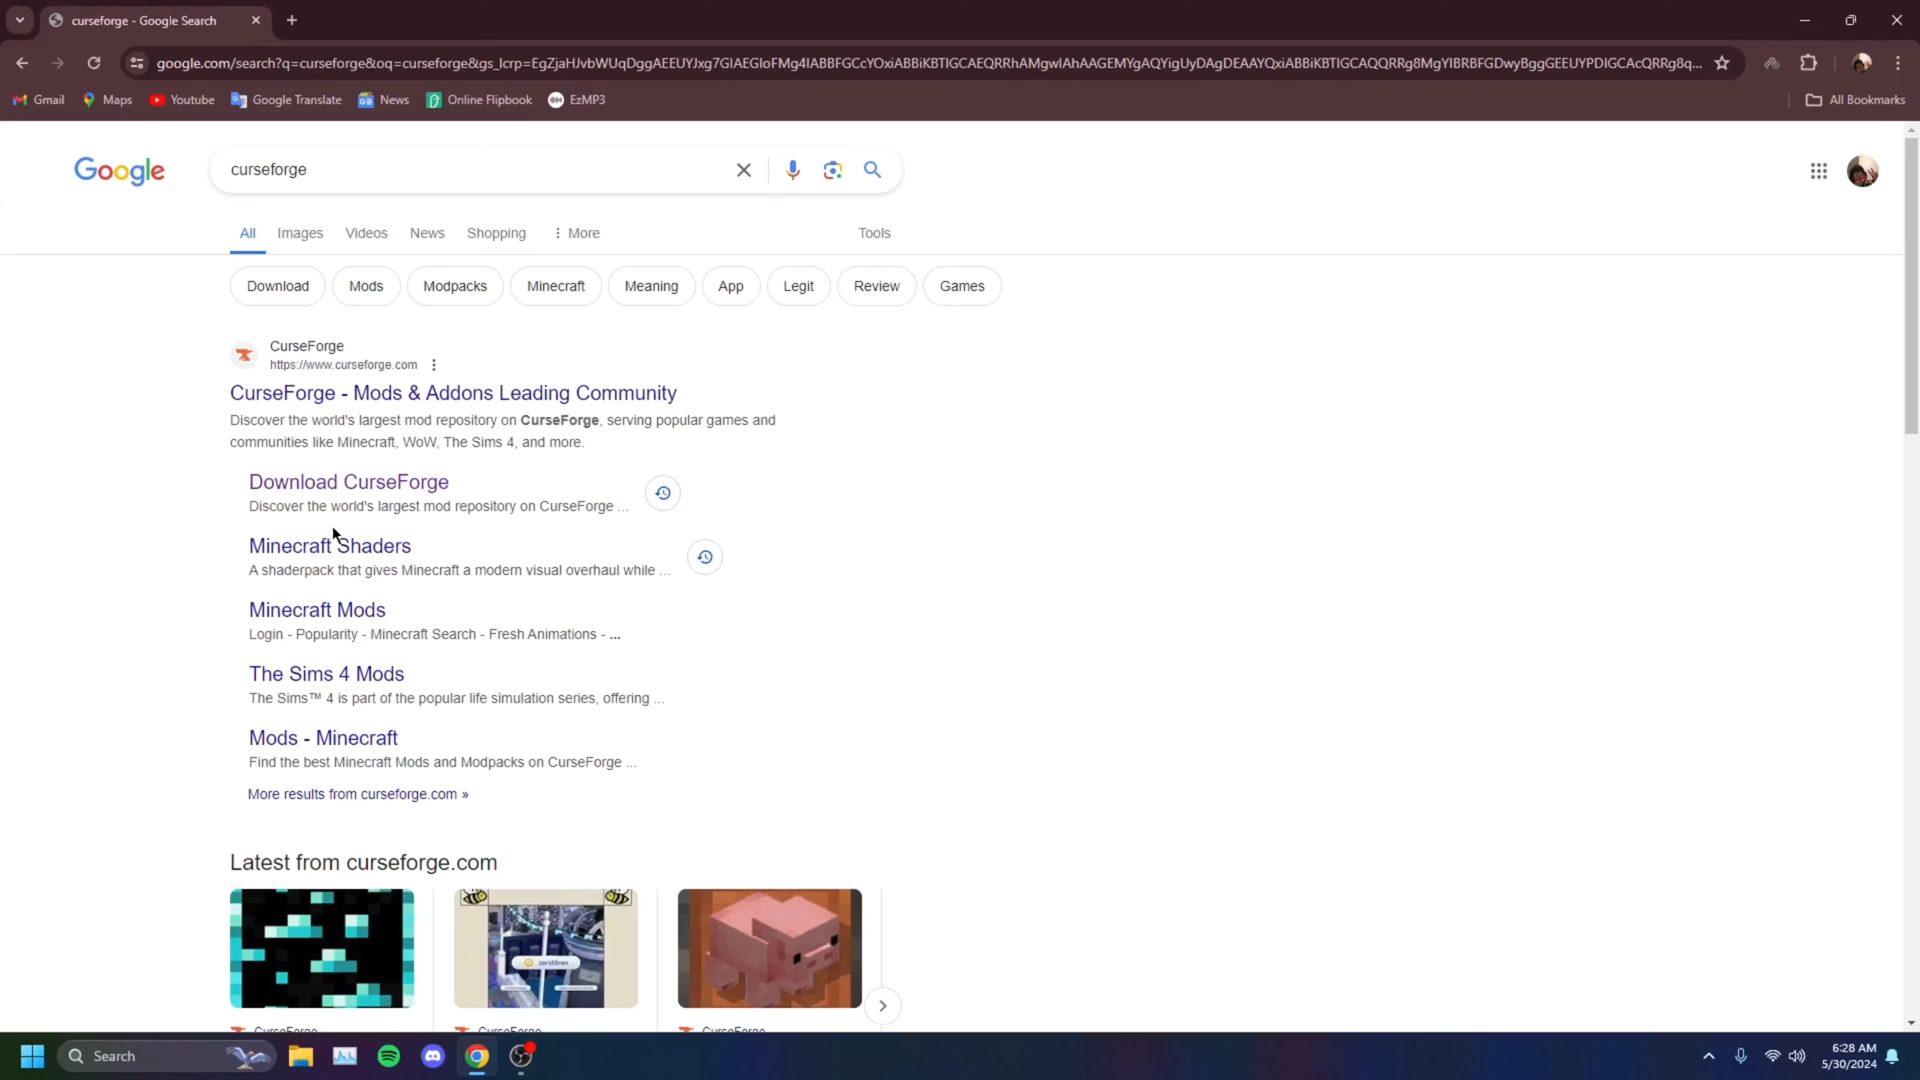 curseforge - Google Search
google.com/search?q=curseforge&oq=curseforge&gs_lcrp=EgZjaHJvbWUqDggAEEUYJxg7GIAEGIoFMg4IABBFGCcYOxiABBiKBTIGCAEQRRhAMgwIAhAAGEMYgAQYigUyDAgDEAAYQxiABBiKBTIGCAQQRRg8MgYIBRBFGDwyBggGEEUYPDIGCAcQRRg8q...
Gmail Maps Youtube Google Translate News Online Flipbook EzMP3 All Bookmarks
Google
curseforge
All Images Videos News Shopping More Tools
Download Mods Modpacks Minecraft Meaning App Legit Review Games
CurseForge
https://www.curseforge.com
CurseForge - Mods & Addons Leading Community
Discover the world's largest mod repository on CurseForge, serving popular games and
communities like Minecraft, WoW, The Sims 4, and more.
Download CurseForge
Discover the world's largest mod repository on CurseForge ...
Minecraft Shaders
A shaderpack that gives Minecraft a modern visual overhaul while ...
Minecraft Mods
Login - Popularity - Minecraft Search - Fresh Animations - ...
The Sims 4 Mods
The Sims™ 4 is part of the popular life simulation series, offering ...
Mods - Minecraft
Find the best Minecraft Mods and Modpacks on CurseForge ...
More results from curseforge.com »
Latest from curseforge.com
zerstören
CurseForge CurseForge CurseForge
Search
6:28 AM
5/30/2024